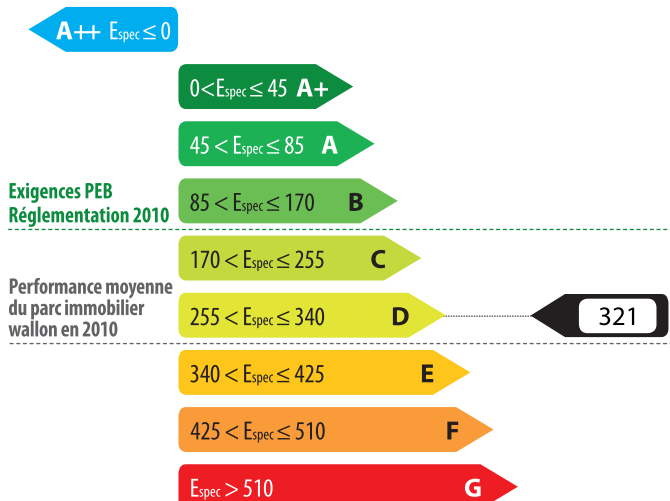 A++ Espec ≤ 0
0<Espec ≤ 45 A+
45 < Espec ≤ 85 A
Exigences PEB
Réglementation 2010
85 < Espec ≤ 170 B
170 < Espec ≤ 255 C
Performance moyenne
du parc immobilier
wallon en 2010
255 < Espec ≤ 340 D
321
340 < Espec ≤ 425 E
425 < Espec ≤ 510 F
Espec > 510 G